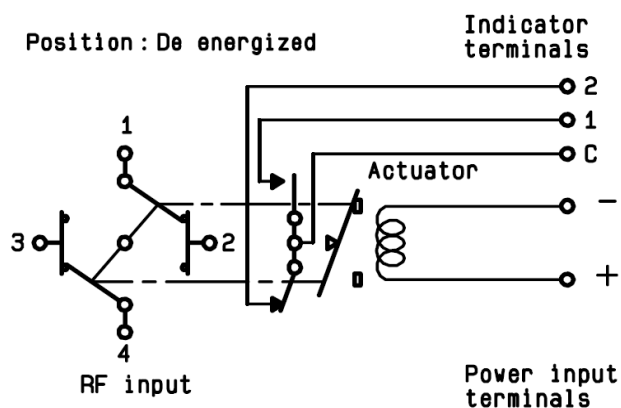 Position : De energized
Indicator
terminals
2
1
C
1
Actuator
-
3
2
+
4
RF input
Power input
terminals